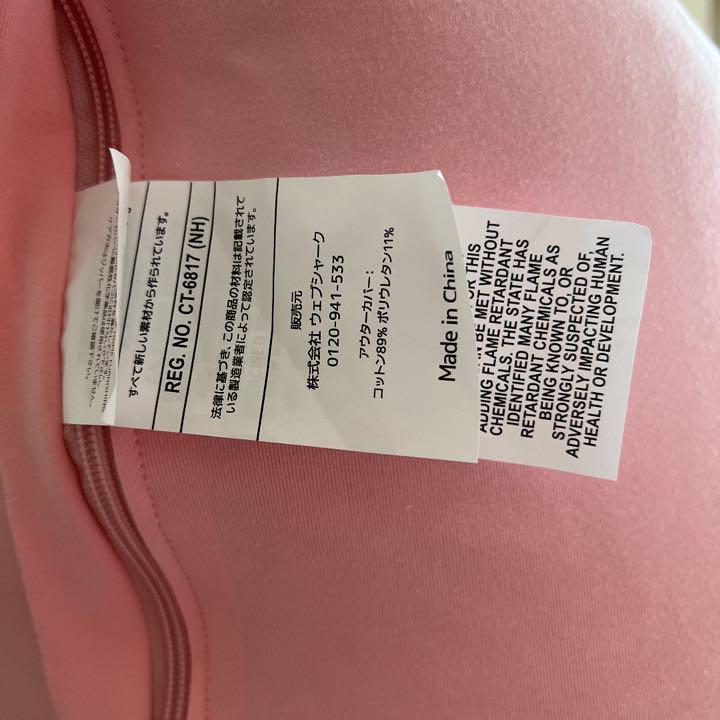 すべて新しい素材から作られています。
REG. NO. CT-6817 (NH)
法律に基づき、この商品の材料は記載されて
いる製造業者によって認定されています。
販売元
株式会社 ウェブシャーク
0120-941-533
アウターカバー：
コットン89% ポリウレタン11%
Made in China
FOR THIS
BE MET WITHOUT
ADDING FLAME RETARDANT
CHEMICALS. THE STATE HAS
IDENTIFIED MANY FLAME
RETARDANT CHEMICALS AS
BEING KNOWN TO, OR
STRONGLY SUSPECTED OF,
ADVERSELY IMPACTING HUMAN
HEALTH OR DEVELOPMENT.